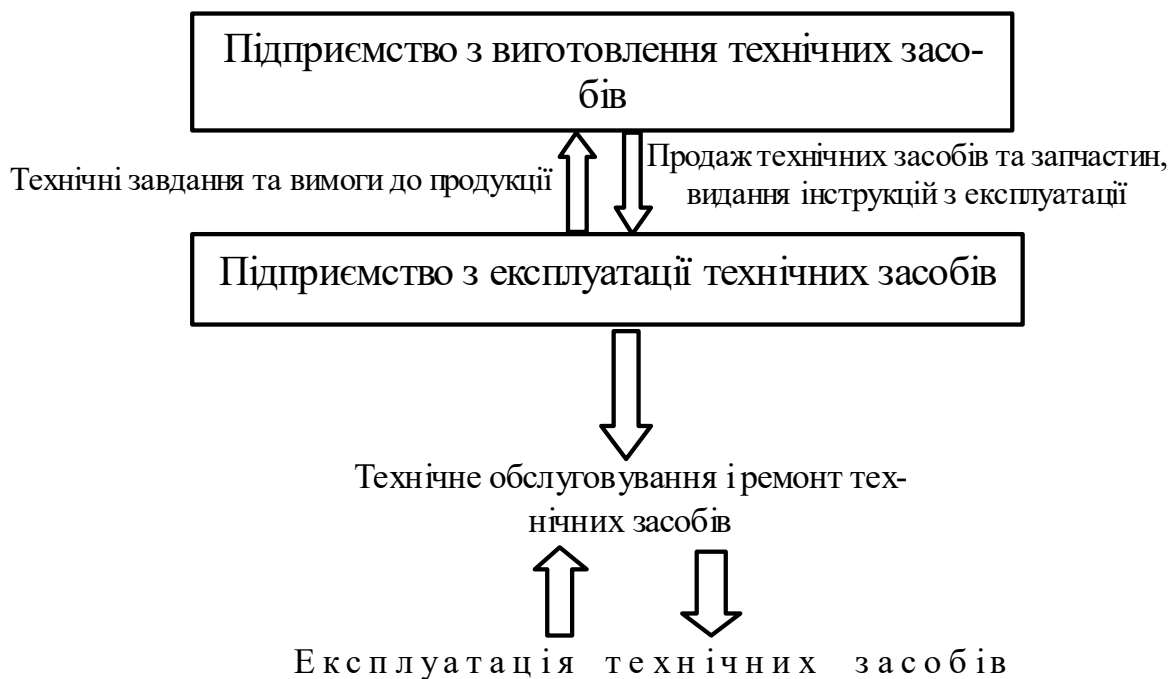 Підприємство з виготовлення технічних засо-
бів
Технічні завдання та вимоги до продукції
Продаж технічних засобів та запчастин,
видання інструкцій з експлуатації
Підприємство з експлуатації технічних засобів
Технічне обслуговування і ремонт тех-
нічних засобів
Експлуатація технічних засобів